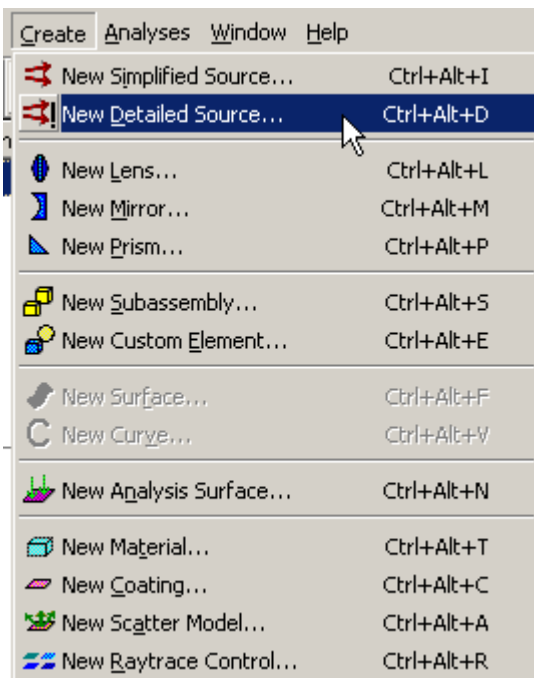 Create Analyses Window Help
New Simplified Source... Ctrl+Alt+I
New Detailed Source... Ctrl+Alt+D
New Lens... Ctrl+Alt+L
New Mirror... Ctrl+Alt+M
New Prism... Ctrl+Alt+P
New Subassembly... Ctrl+Alt+S
New Custom Element... Ctrl+Alt+E
New Surface... Ctrl+Alt+F
New Curve... Ctrl+Alt+V
New Analysis Surface... Ctrl+Alt+N
New Material... Ctrl+Alt+T
New Coating... Ctrl+Alt+C
New Scatter Model... Ctrl+Alt+A
New Raytrace Control... Ctrl+Alt+R